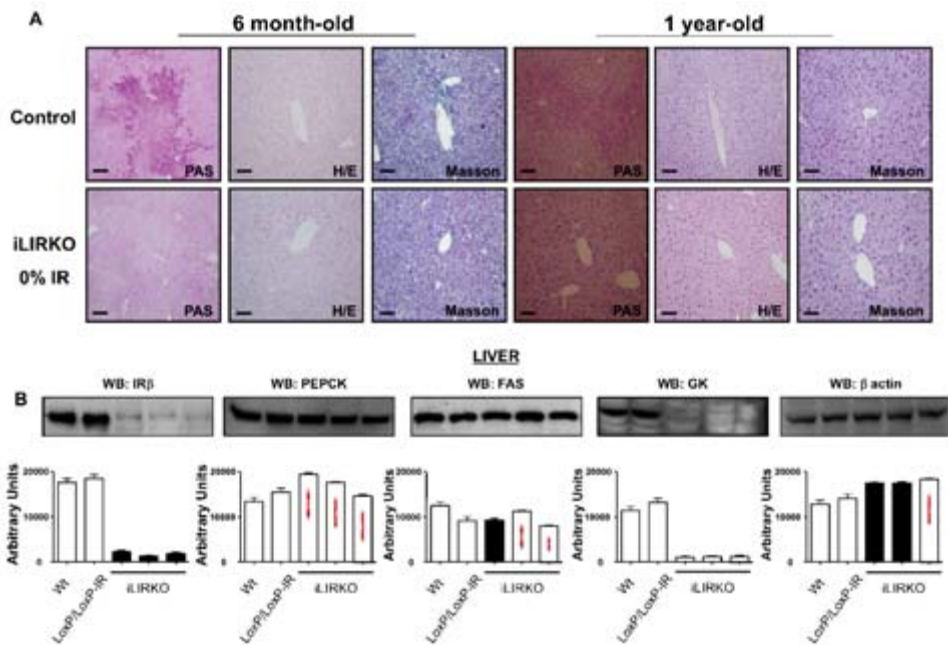 A
6 month-old
1 year-old
Control
PAS
H/E
Masson
PAS
H/E
Masson
iLIRKO
0% IR
PAS
H/E
Masson
PAS
H/E
Masson
LIVER
B
WB: IRβ
WB: PEPCK
WB: FAS
WB: GK
WB: β actin
Arbitrary Units
20000
10000
0
Wt
LoxP/LoxP-IR
iLIRKO
Arbitrary Units
20000
10000
0
Wt
LoxP/LoxP-IR
iLIRKO
Arbitrary Units
20000
10000
0
Wt
LoxP/LoxP-IR
iLIRKO
Arbitrary Units
20000
10000
0
Wt
LoxP/LoxP-IR
iLIRKO
Arbitrary Units
20000
10000
0
Wt
LoxP/LoxP-IR
iLIRKO